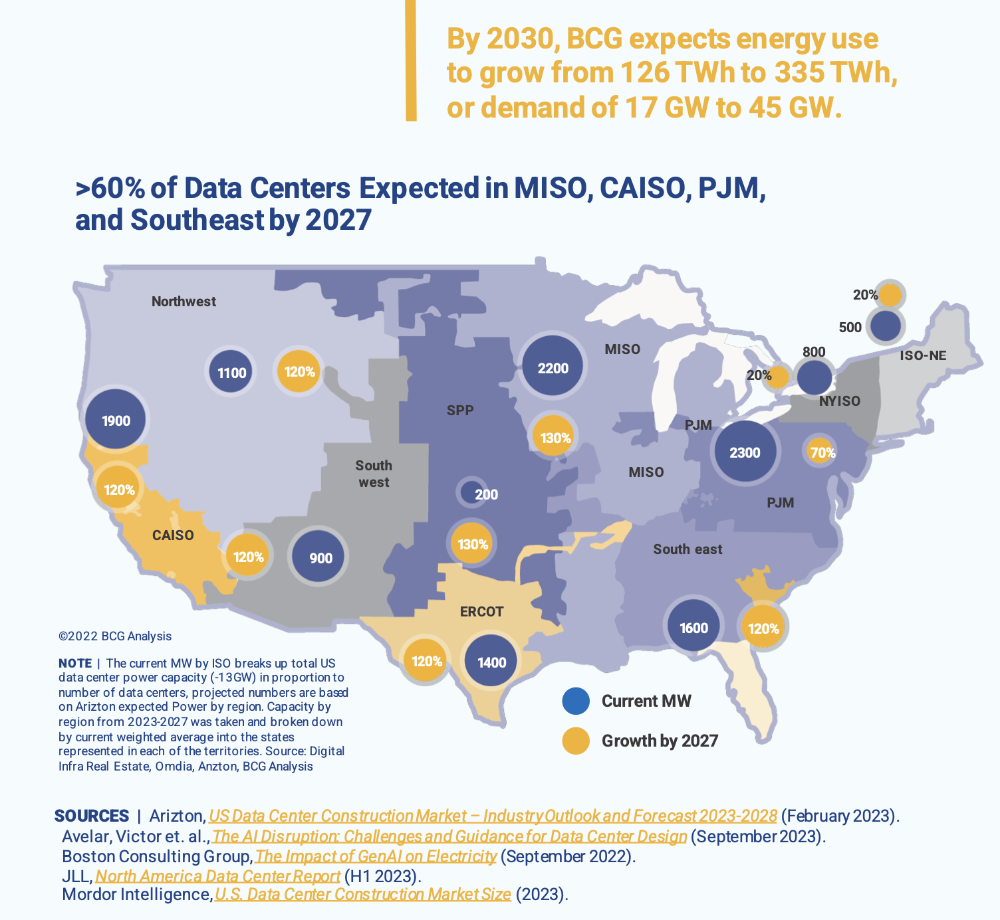 By 2030, BCG expects energy use
to grow from 126 TWh to 335 TWh,
or demand of 17 GW to 45 GW.
>60% of Data Centers Expected in MISO, CAISO, PJM,
and Southeast by 2027
Northwest
1100
120%
1900
120%
CAISO
120%
900
South
west
SPP
200
130%
ERCOT
120%
1400
2200
MISO
130%
MISO
PJM
2300
70%
PJM
20%
800
NYISO
20%
500
ISO-NE
South east
1600
120%
Current MW
Growth by 2027
©2022 BCG Analysis
NOTE | The current MW by ISO breaks up total US
data center power capacity (-13GW) in proportion to
number of data centers, projected numbers are based
on Arizton expected Power by region. Capacity by
region from 2023-2027 was taken and broken down
by current weighted average into the states
represented in each of the territories. Source: Digital
Infra Real Estate, Omdia, Anzton, BCG Analysis
SOURCES | Arizton, US Data Center Construction Market – Industry Outlook and Forecast 2023-2028 (February 2023).
Avelar, Victor et. al., The AI Disruption: Challenges and Guidance for Data Center Design (September 2023).
Boston Consulting Group, The Impact of GenAI on Electricity (September 2022).
JLL, North America Data Center Report (H1 2023).
Mordor Intelligence, U.S. Data Center Construction Market Size (2023).